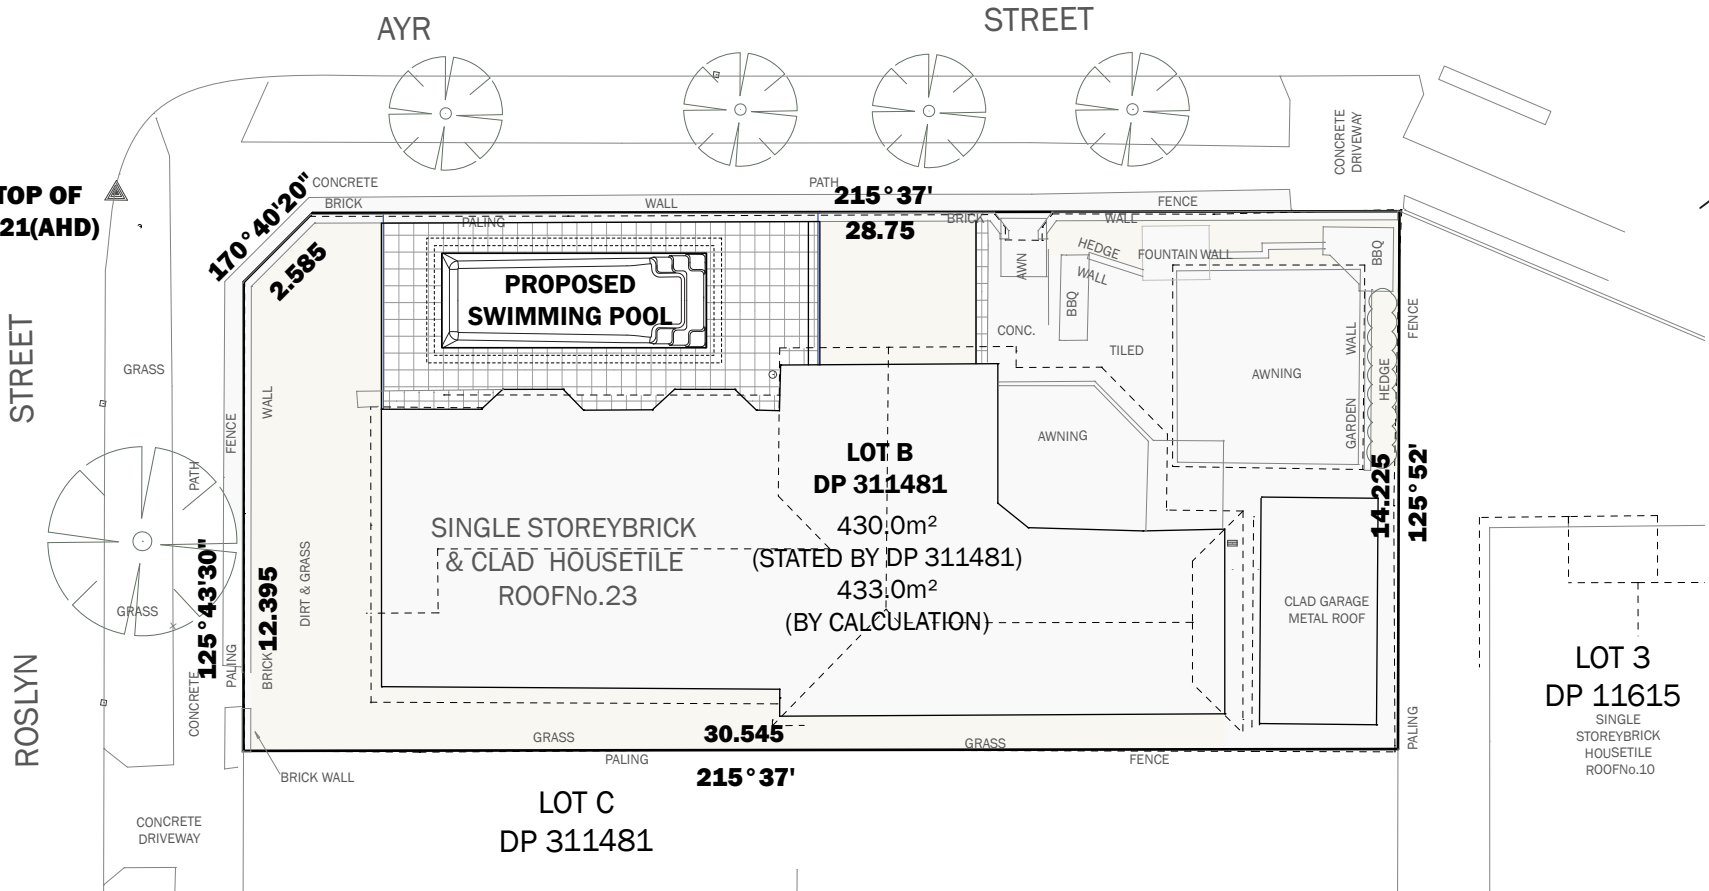 AYR
STREET
CONCRETE
DRIVEWAY
TOP OF
21(AHD)
170°40'20"
2.585
CONCRETE
PATH
215°37'
BRICK
WALL
FENCE
PALING
28.75
BRICK
WALL
PROPOSED
SWIMMING POOL
AWN
HEDGE
WALL
FOUNTAIN WALL
BBQ
BBQ
CONC.
TILED
AWNING
WALL
GARDEN
HEDGE
FENCE
STREET
ROSLYN
GRASS
WALL
FENCE
PATH
AWNING
LOT B
DP 311481
430.0m²
(STATED BY DP 311481)
433.0m²
(BY CALCULATION)
SINGLE STOREYBRICK
& CLAD HOUSETILE
ROOFNo.23
14.225
125°52'
DIRT & GRASS
125°43'30"
12.395
GRASS
CLAD GARAGE
METAL ROOF
PALING
BRICK
CONCRETE
LOT 3
DP 11615
SINGLE
STOREYBRICK
HOUSETILE
ROOFNo.10
PALING
GRASS
30.545
GRASS
PALING
215°37'
FENCE
BRICK WALL
LOT C
DP 311481
CONCRETE
DRIVEWAY